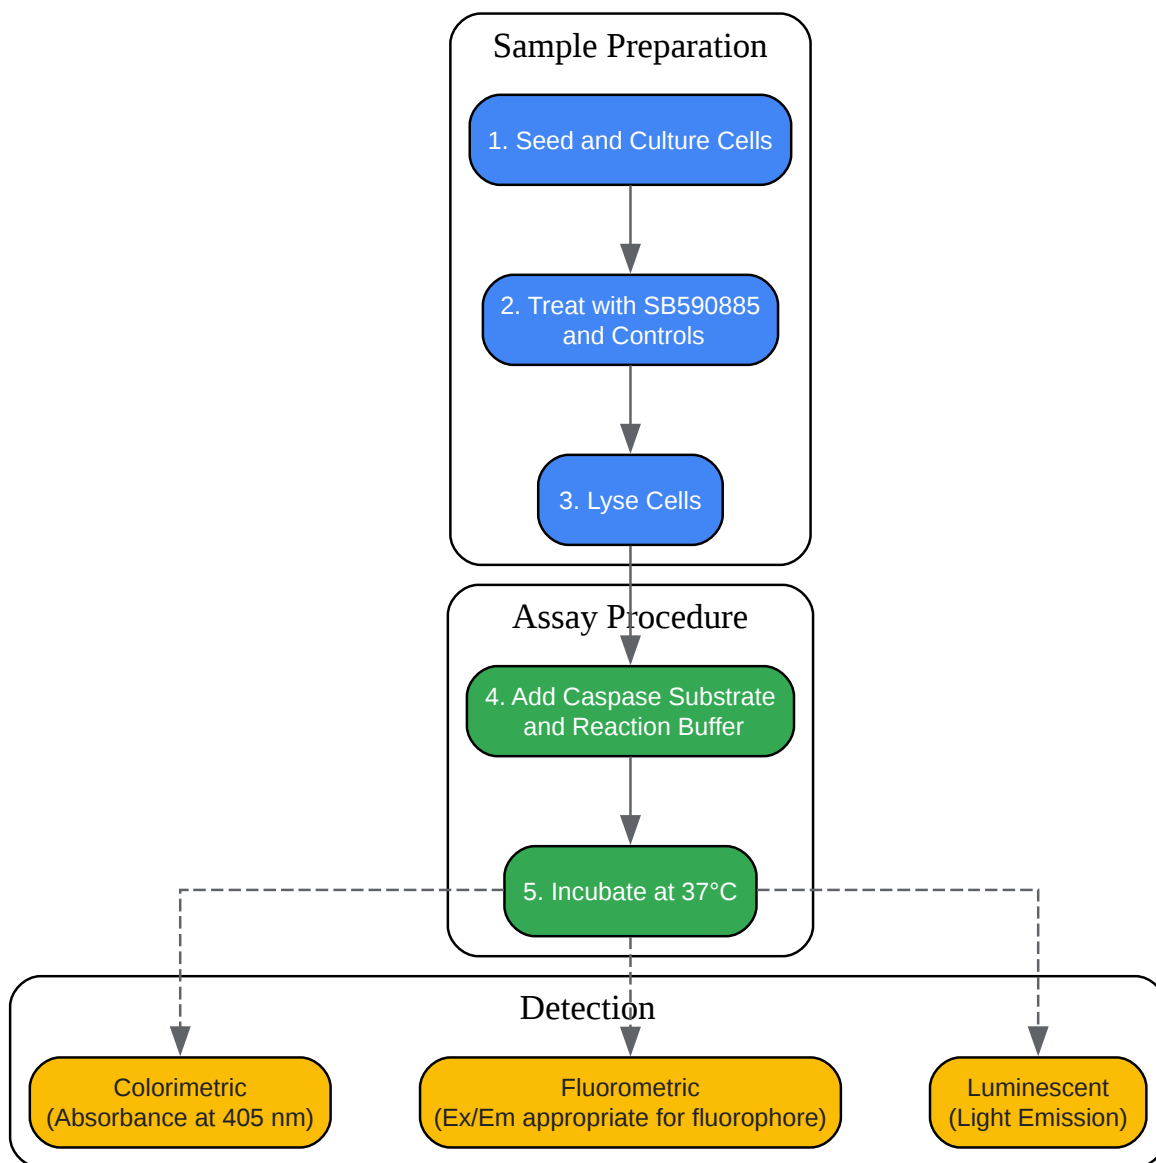 Sample Preparation
1. Seed and Culture Cells
2. Treat with SB590885
and Controls
3. Lyse Cells
Assay Procedure
4. Add Caspase Substrate
and Reaction Buffer
5. Incubate at 37°C
Detection
Colorimetric
(Absorbance at 405 nm)
Fluorometric
(Ex/Em appropriate for fluorophore)
Luminescent
(Light Emission)